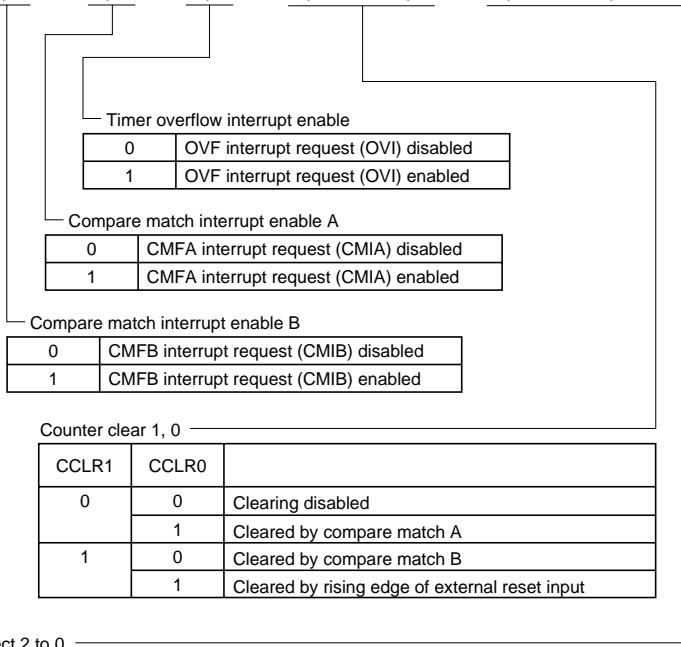 Timer overflow interrupt enable
0 OVF interrupt request (OVI) disabled
1 OVF interrupt request (OVI) enabled
Compare match interrupt enable A
0 CMFA interrupt request (CMIA) disabled
1 CMFA interrupt request (CMIA) enabled
Compare match interrupt enable B
0 CMFB interrupt request (CMIB) disabled
1 CMFB interrupt request (CMIB) enabled
Counter clear 1, 0
CCLR1 CCLR0
0 0 Clearing disabled
1 Cleared by compare match A
1 0 Cleared by compare match B
1 Cleared by rising edge of external reset input
2 to 0